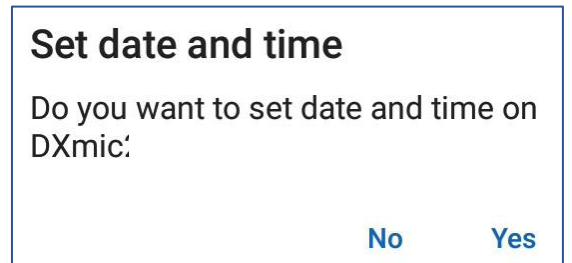 Set date and time
Do you want to set date and time on
DXmic
No Yes